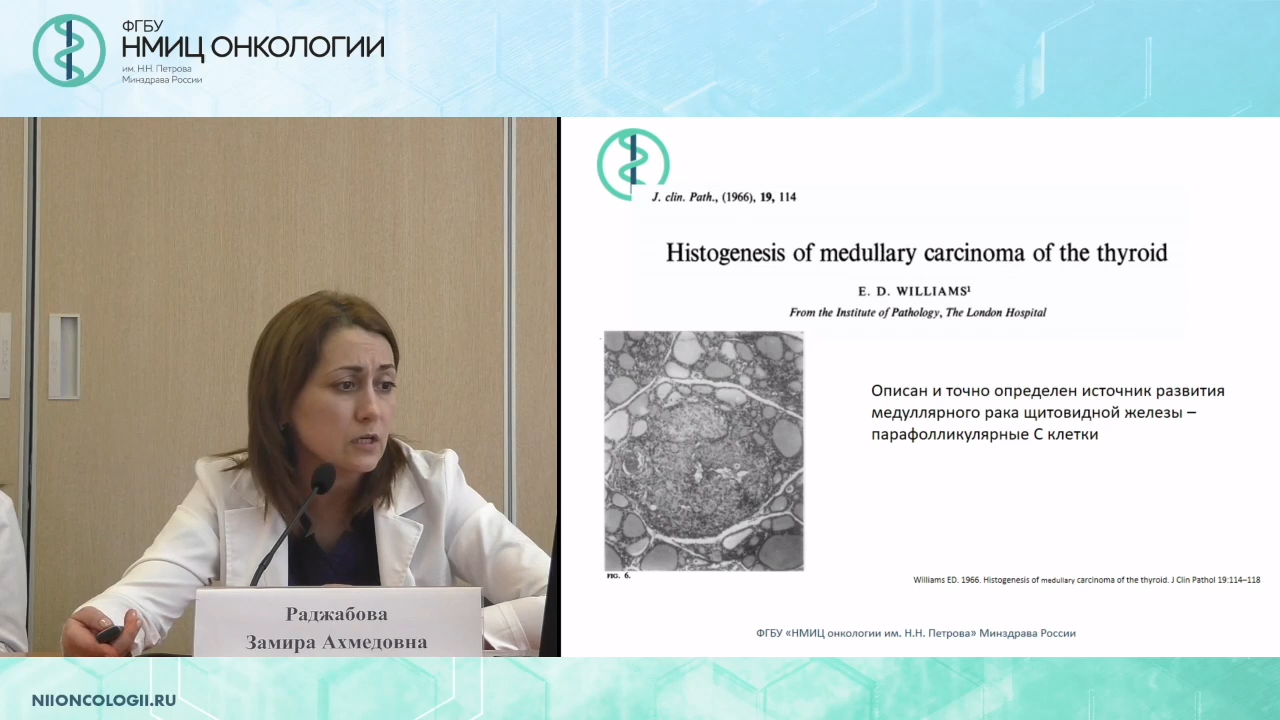 ФГБУ
НМИЦ ОНКОЛОГИИ
им. Н.Н. Петрова
Минздрава России
Раджабова
Замира Ахмедовна
J. clin. Path., (1966), 19, 114
Histogenesis of medullary carcinoma of the thyroid
E. D. WILLIAMS¹
From the Institute of Pathology, The London Hospital
Описан и точно определен источник развития
медуллярного рака щитовидной железы –
парафолликулярные С клетки
FIG. 6.
Williams ED. 1966. Histogenesis of medullary carcinoma of the thyroid. J Clin Pathol 19:114–118
ФГБУ «НМИЦ онкологии им. Н.Н. Петрова» Минздрава России
NIIONCOLOGII.RU